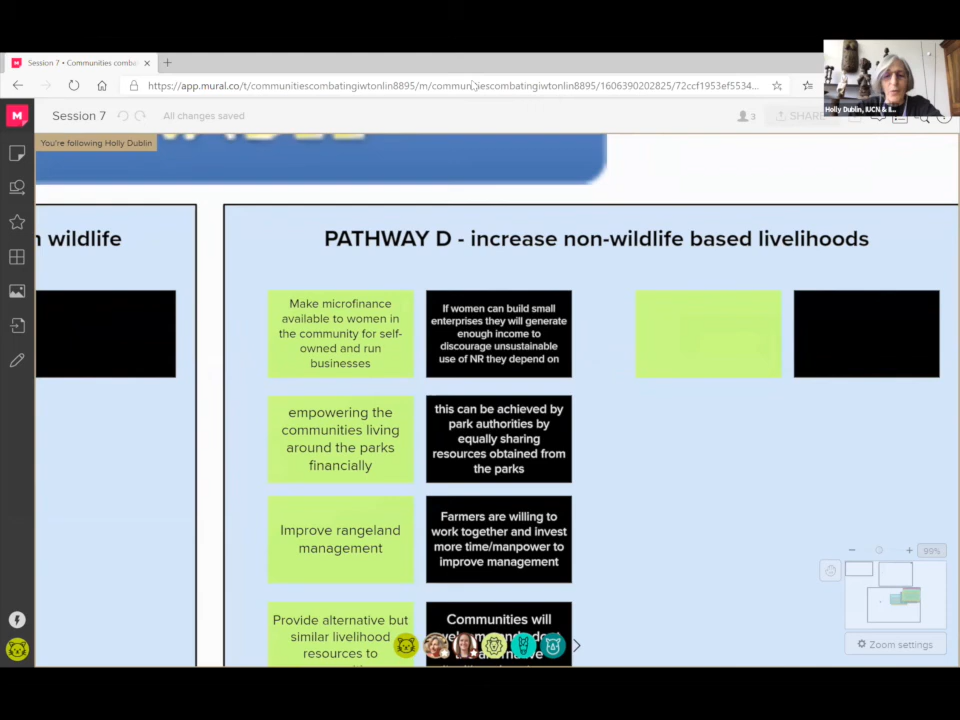 Session 7 • Communities comba
https://app.mural.co/t/communitiescombatingiwtonlin8895/m/communitiescombatingiwtonlin8895/1606390202825/72ccf1953ef5534...
Holly Dublin, IUCN &
Session 7
All changes saved
3
SHARE
You're following Holly Dublin
n wildlife
PATHWAY D - increase non-wildlife based livelihoods
Make microfinance
available to women in
the community for self-
owned and run
businesses
If women can build small
enterprises they will generate
enough income to
discourage unsustainable
use of NR they depend on
empowering the
communities living
around the parks
financially
this can be achieved by
park authorities by
equally sharing
resources obtained from
the parks
Improve rangeland
management
Farmers are willing to
work together and invest
more time/manpower to
improve management
Provide alternative but
similar livelihood
resources to
Communities will
99%
Zoom settings